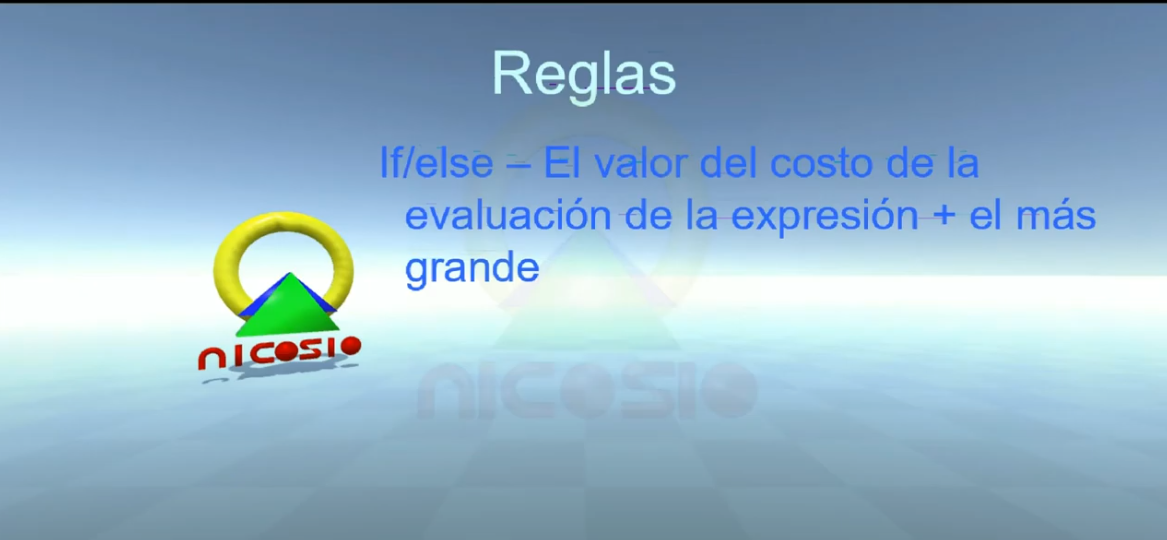 Reglas
If/else – El valor del costo de la
evaluación de la expresión + el más
grande
nicosio
nicosio